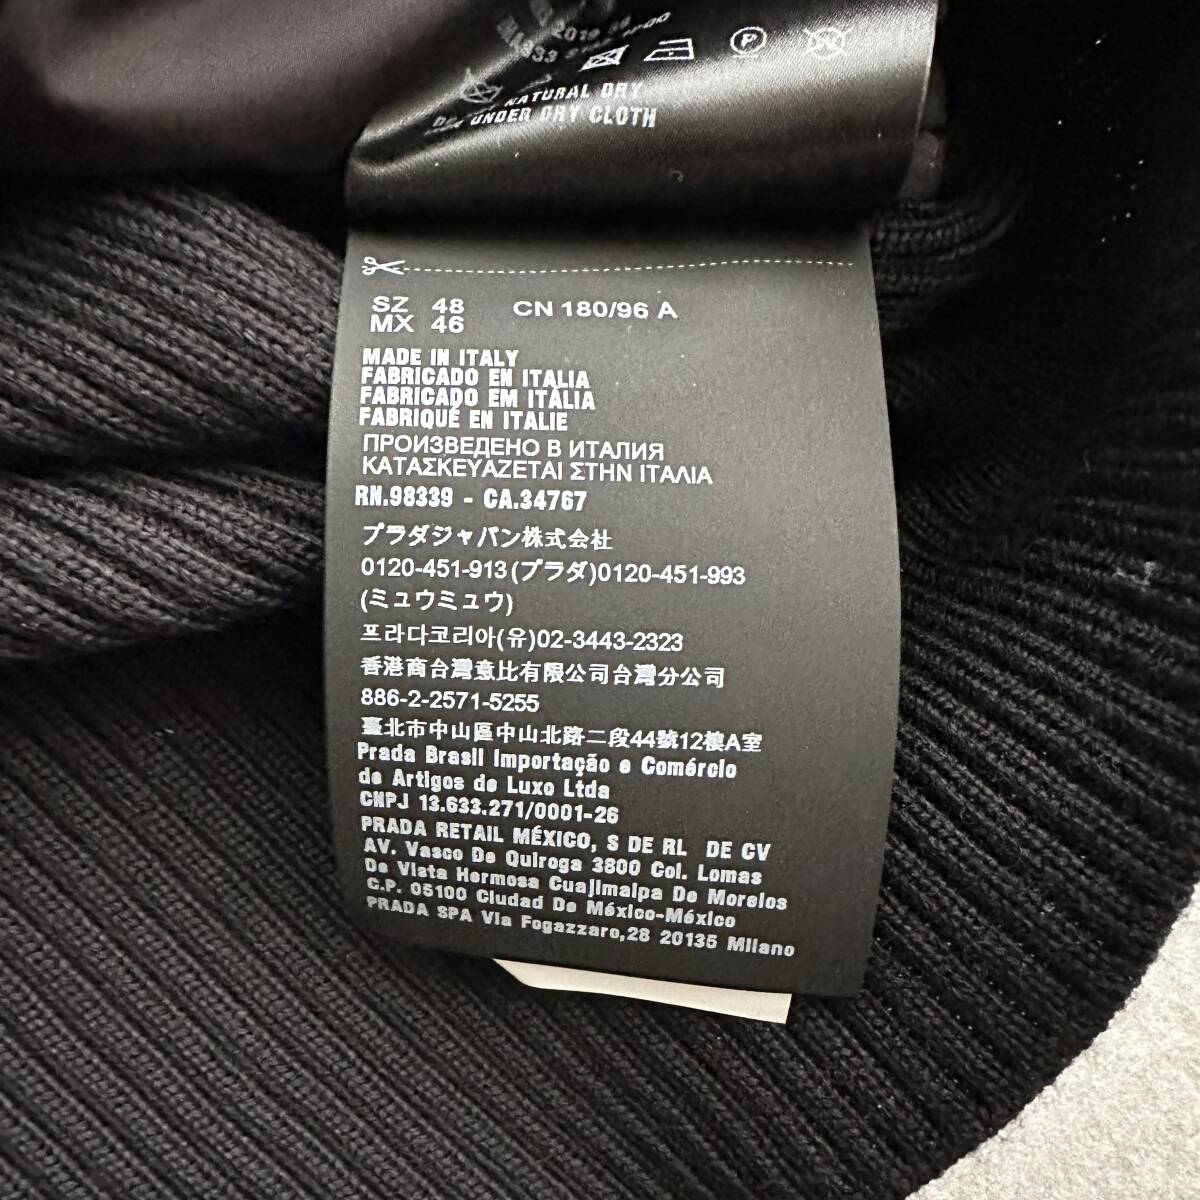 2019
NATURAL DRY
UNDER DRY CLOTH
SZ 48 CN 180/96 A
MX 46
MADE IN ITALY
FABRICADO EN ITALIA
FABRICADO EM ITÁLIA
FABRIQUÉ EN ITALIE
ПРОИЗВЕДЕНО В ИТАЛИЯ
ΚΑΤΑΣΚΕΥΑΖΕΤΑΙ ΣΤΗΝ ΙΤΑΛΙΑ
RN.98339 - CA.34767
プラダジャパン株式会社
0120-451-913(プラダ)0120-451-993
(ミュウミュウ)
프라다코리아(유)02-3443-2323
香港商台灣意比有限公司台灣分公司
886-2-2571-5255
臺北市中山區中山北路二段44號12樓A室
Prada Brasil Importação e Comércio
de Artigos de Luxo Ltda
CNPJ 13.633.271/0001-26
PRADA RETAIL MÉXICO, S DE RL DE CV
AV. Vasco De Quiroga 3800 Col. Lomas
De Vista Hermosa Cuajimalpa De Morelos
C.P. 05100 Ciudad De México-México
PRADA SPA Via Fogazzaro,28 20135 Milano